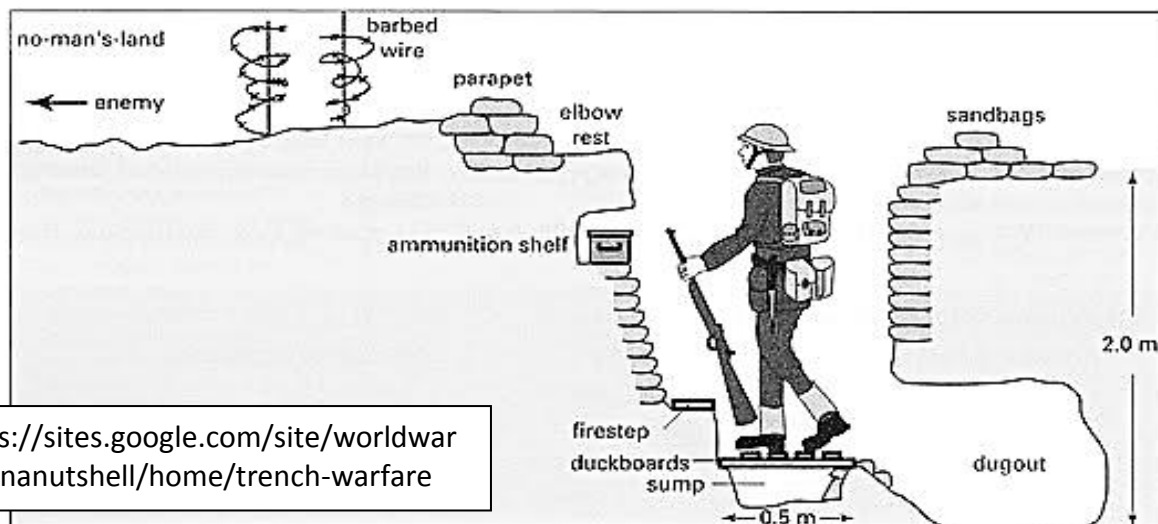 no-man's-land
barbed
wire
enemy
parapet
elbow
rest
sandbags
ammunition shelf
2.0 m
firestep
duckboards
sump
dugout
0.5 m
s://sites.google.com/site/worldwar
nanutshell/home/trench-warfare